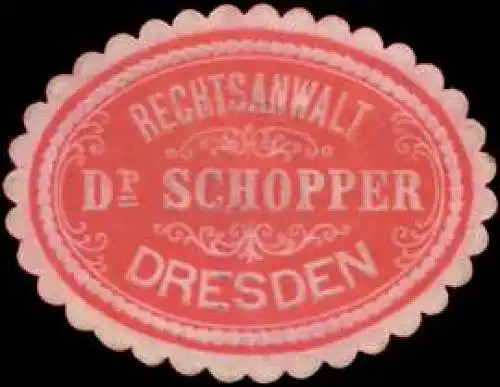 RECHTSANWALT
Dr SCHOPPER
DRESDEN